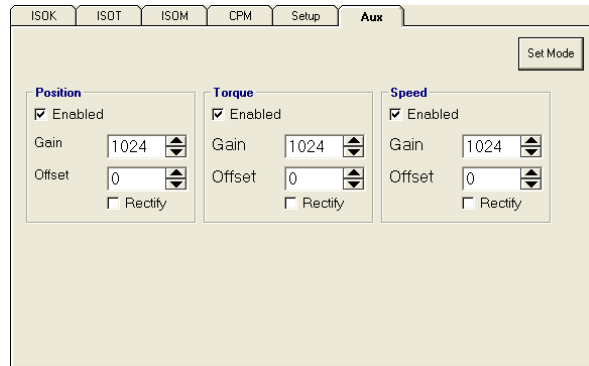 ISOK ISOT ISOM CPM Setup Aux
Set Mode
Position Torque Speed
Enabled Enabled Enabled
Gain 1024 Gain 1024 Gain 1024
Offset 0 Offset 0 Offset 0
Rectify Rectify Rectify